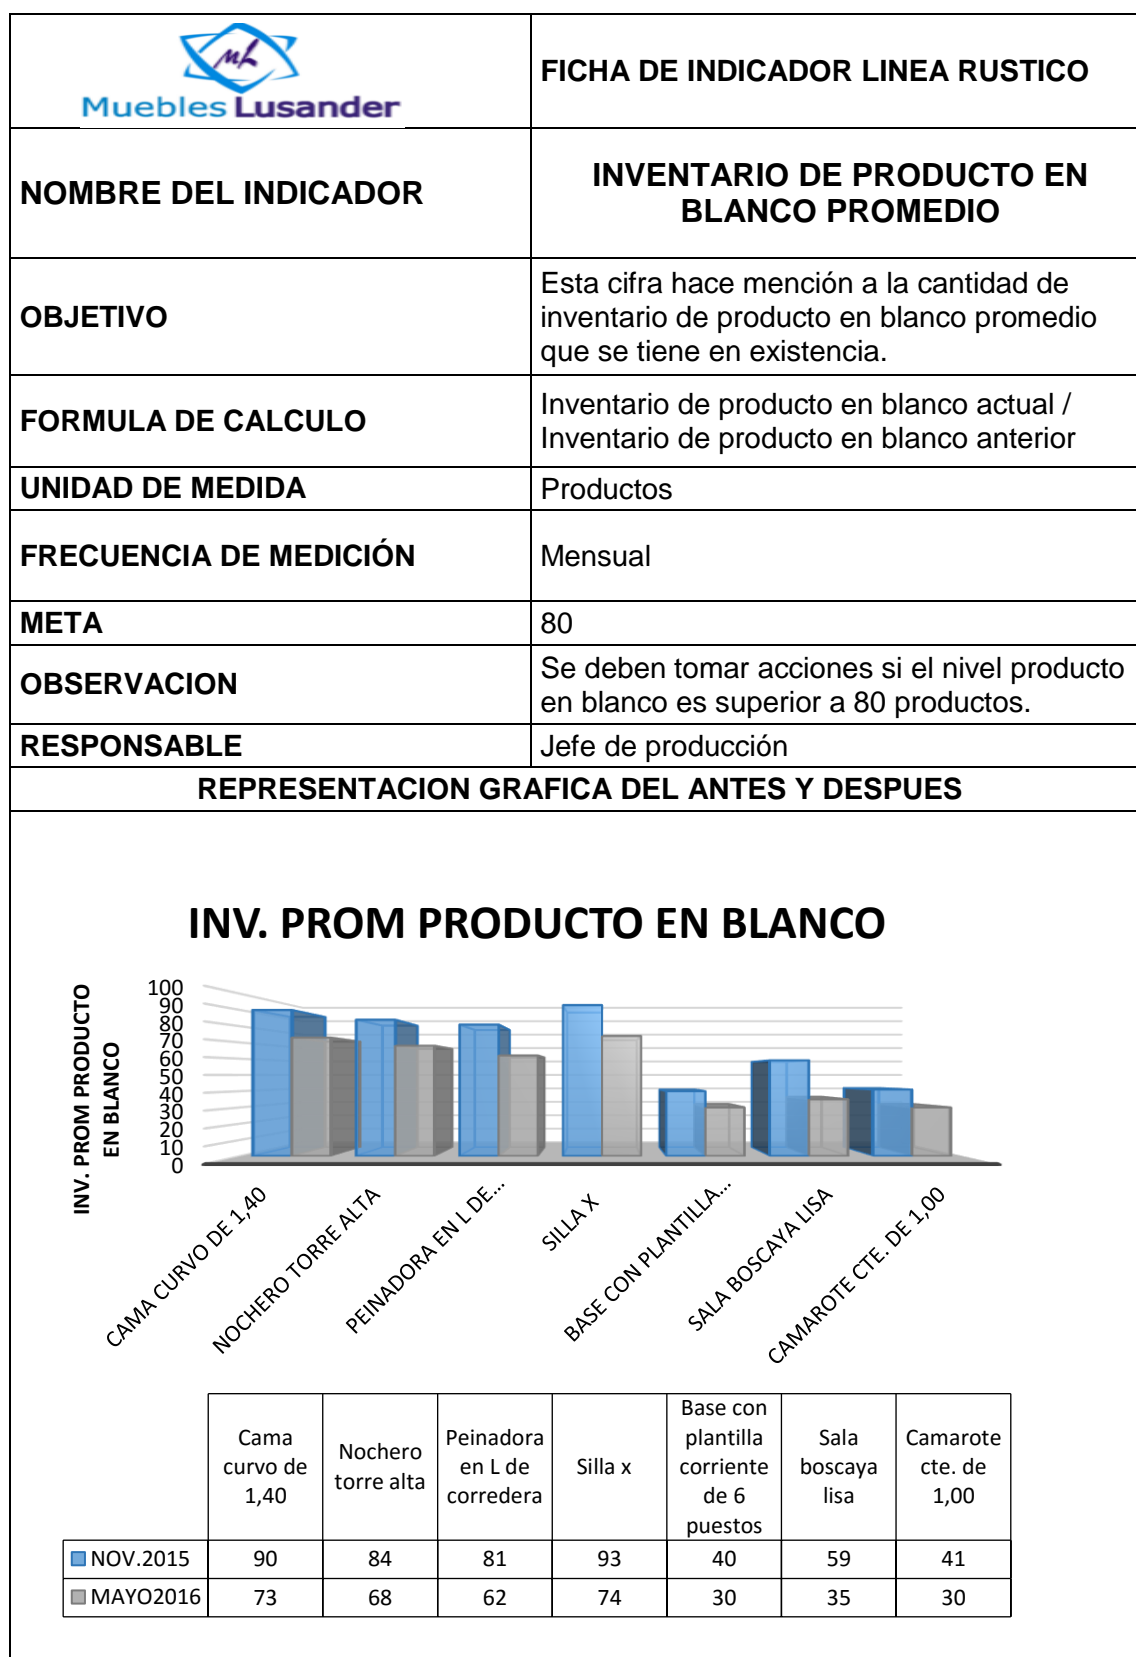 ML
Muebles Lusander
FICHA DE INDICADOR LINEA RUSTICO
NOMBRE DEL INDICADOR
INVENTARIO DE PRODUCTO EN
BLANCO PROMEDIO
OBJETIVO
Esta cifra hace mención a la cantidad de
inventario de producto en blanco promedio
que se tiene en existencia.
FORMULA DE CALCULO
Inventario de producto en blanco actual /
Inventario de producto en blanco anterior
UNIDAD DE MEDIDA
Productos
FRECUENCIA DE MEDICIÓN
Mensual
META
80
OBSERVACION
Se deben tomar acciones si el nivel producto
en blanco es superior a 80 productos.
RESPONSABLE
Jefe de producción
REPRESENTACION GRAFICA DEL ANTES Y DESPUES
INV. PROM PRODUCTO EN BLANCO
INV. PROM PRODUCTO
EN BLANCO
100
90
80
70
60
50
40
30
20
10
0
CAMA CURVO DE 1,40
NOCHERO TORRE ALTA
PEINADORA EN L DE...
SILLA X
BASE CON PLANTILLA...
SALA BOSCAYA LISA
CAMAROTE CTE. DE 1,00
Cama
curvo de
1,40
Nochero
torre alta
Peinadora
en L de
corredera
Silla x
Base con
plantilla
corriente
de 6
puestos
Sala
boscaya
lisa
Camarote
cte. de
1,00
NOV.2015 90 84 81 93 40 59 41
MAYO2016 73 68 62 74 30 35 30